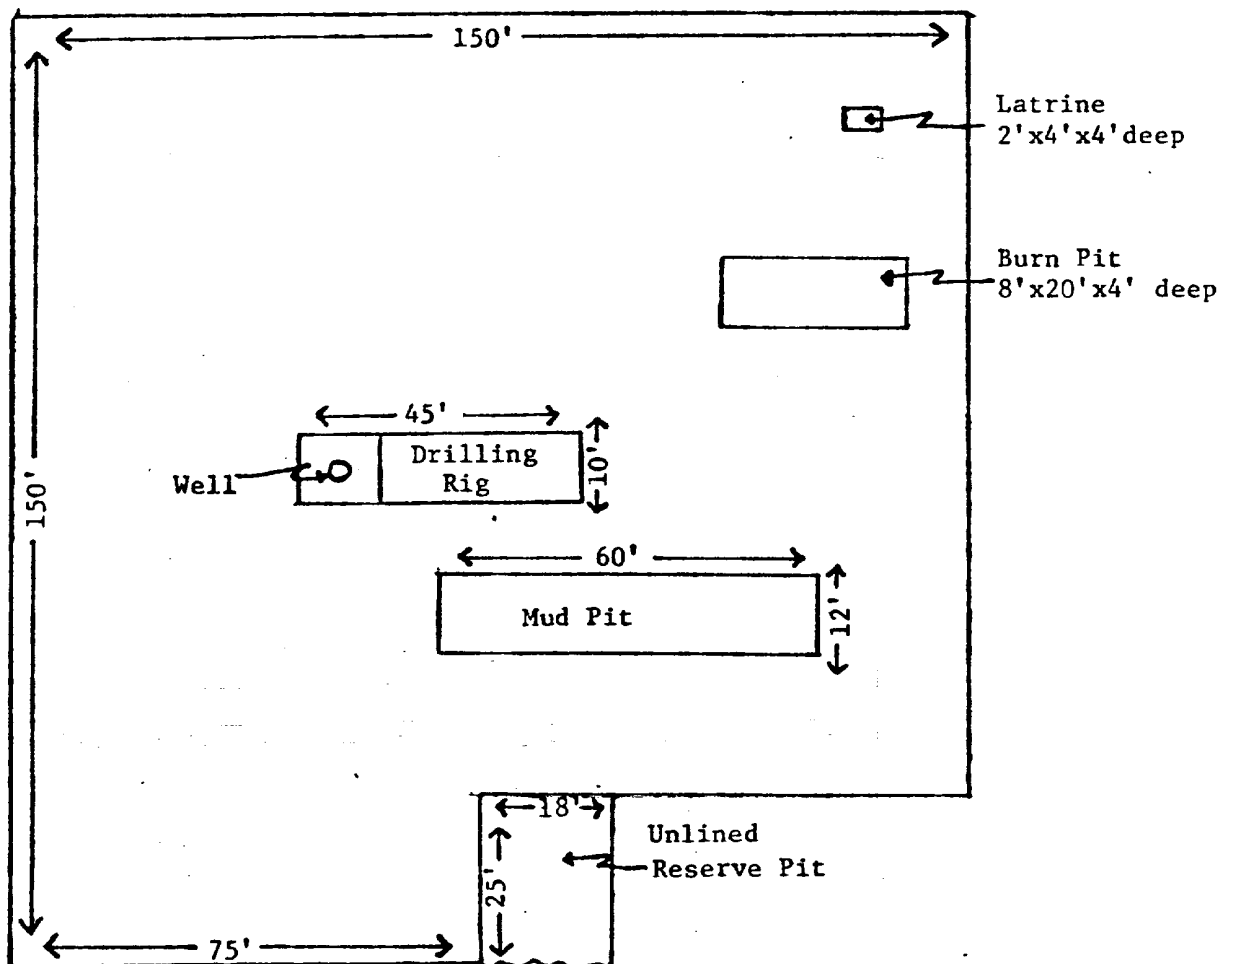 150'
Latrine
2'x4'x4'deep
Burn Pit
8'x20'x4' deep
45'
Drilling
Rig
10'
Well
150'
60'
Mud Pit
12'
18'
Unlined
Reserve Pit
25'
75'